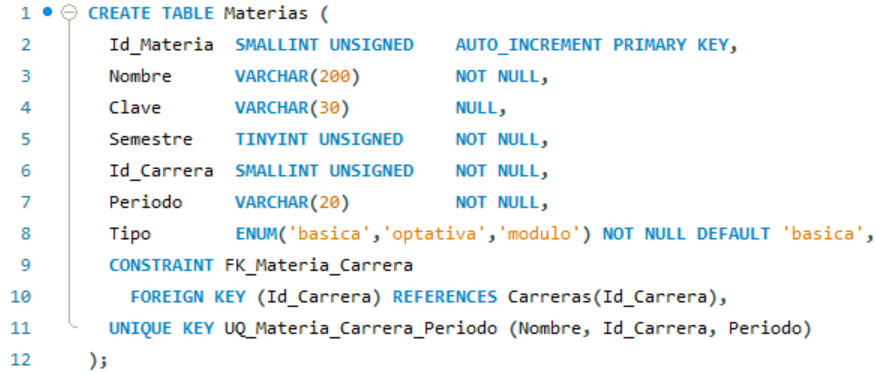 1 CREATE TABLE Materias (
2 Id_Materia SMALLINT UNSIGNED AUTO_INCREMENT PRIMARY KEY,
3 Nombre VARCHAR(200) NOT NULL,
4 Clave VARCHAR(30) NULL,
5 Semestre TINYINT UNSIGNED NOT NULL,
6 Id_Carrera SMALLINT UNSIGNED NOT NULL,
7 Periodo VARCHAR(20) NOT NULL,
8 Tipo ENUM('basica','optativa','modulo') NOT NULL DEFAULT 'basica',
9 CONSTRAINT FK_Materia_Carrera
10 FOREIGN KEY (Id_Carrera) REFERENCES Carreras(Id_Carrera),
11 UNIQUE KEY UQ_Materia_Carrera_Periodo (Nombre, Id_Carrera, Periodo)
12 );